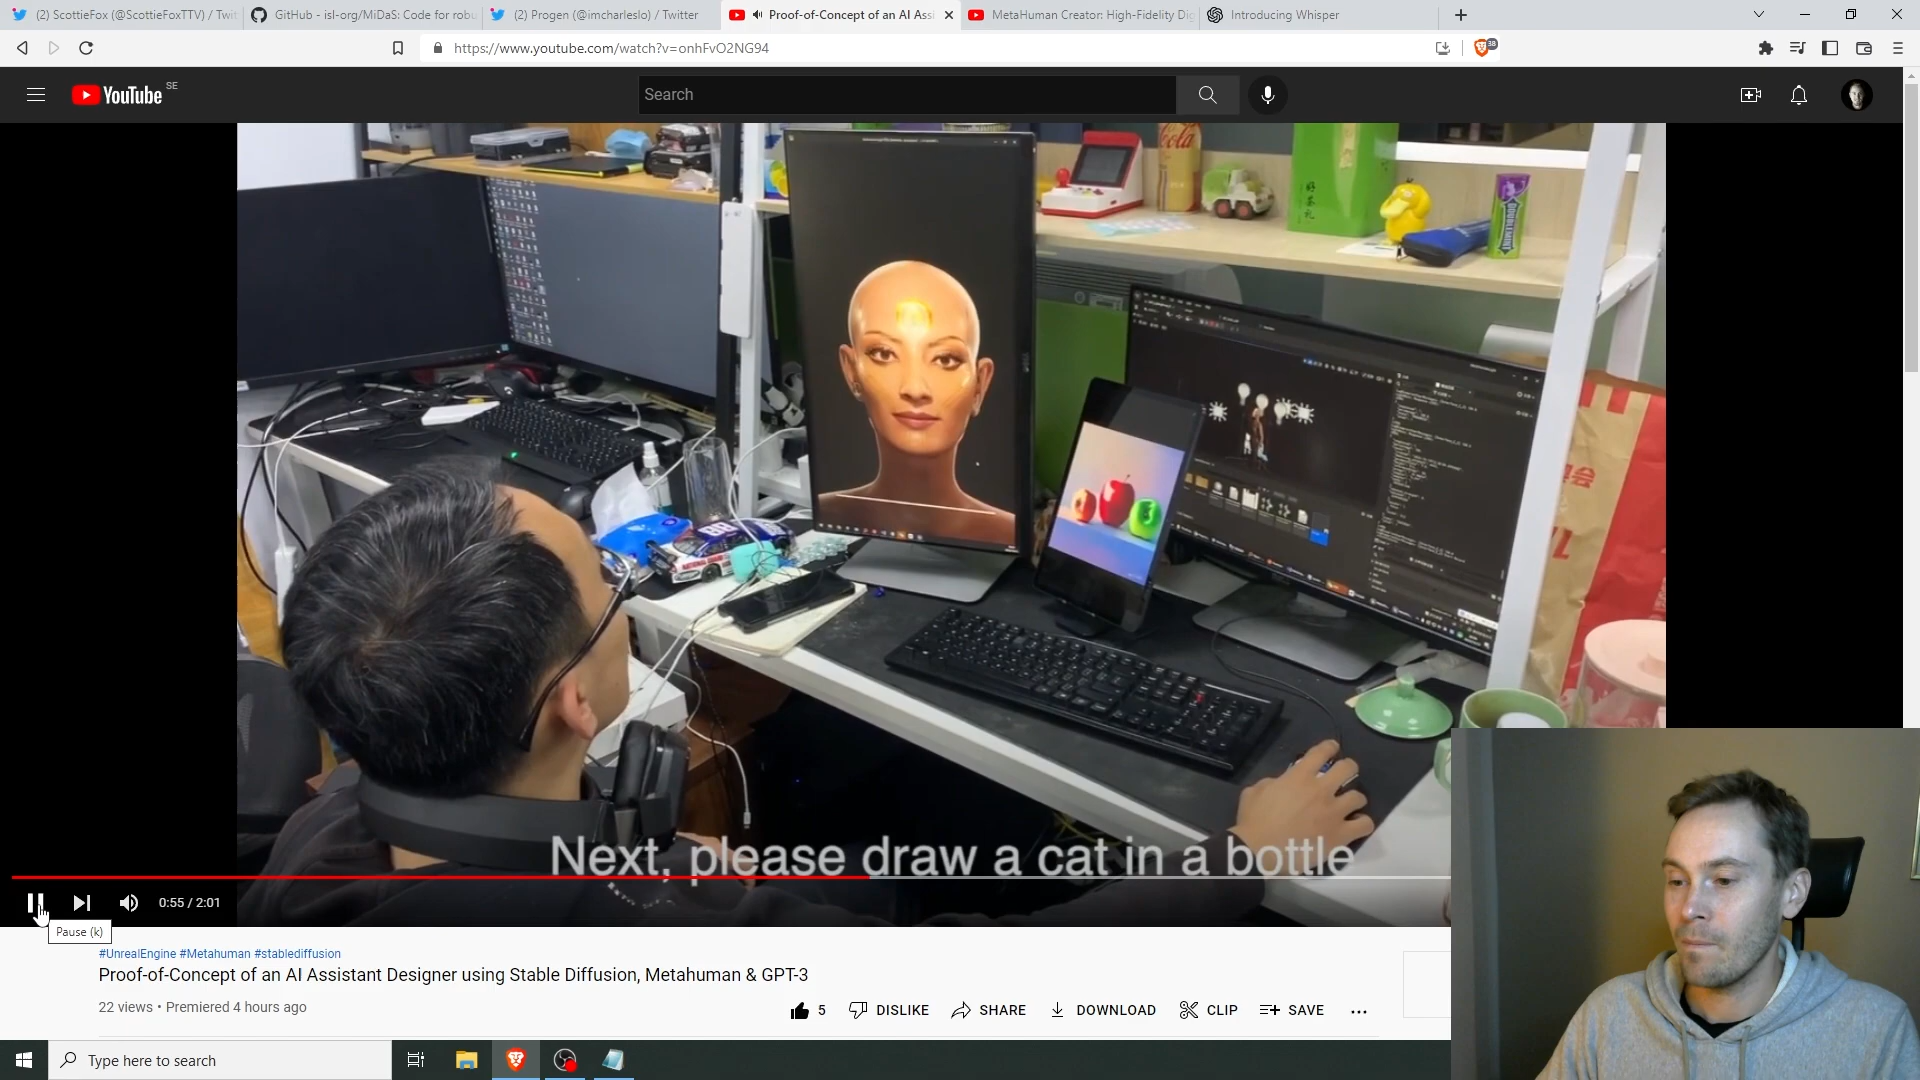 (2) ScottieFox (@ScottieFoxTTV) / Twit
GitHub - isl-org/MiDaS: Code for robu
(2) Progen (@imcharleslo) / Twitter
Proof-of-Concept of an AI Assi
MetaHuman Creator: High-Fidelity Dig
Introducing Whisper
https://www.youtube.com/watch?v=onhFvO2NG94
38
YouTube SE
Search
Next, please draw a cat in a bottle
0:55 / 2:01
Pause (k)
#UnrealEngine #Metahuman #stablediffusion
Proof-of-Concept of an AI Assistant Designer using Stable Diffusion, Metahuman & GPT-3
22 views • Premiered 4 hours ago
5
DISLIKE
SHARE
DOWNLOAD
CLIP
SAVE
Type here to search